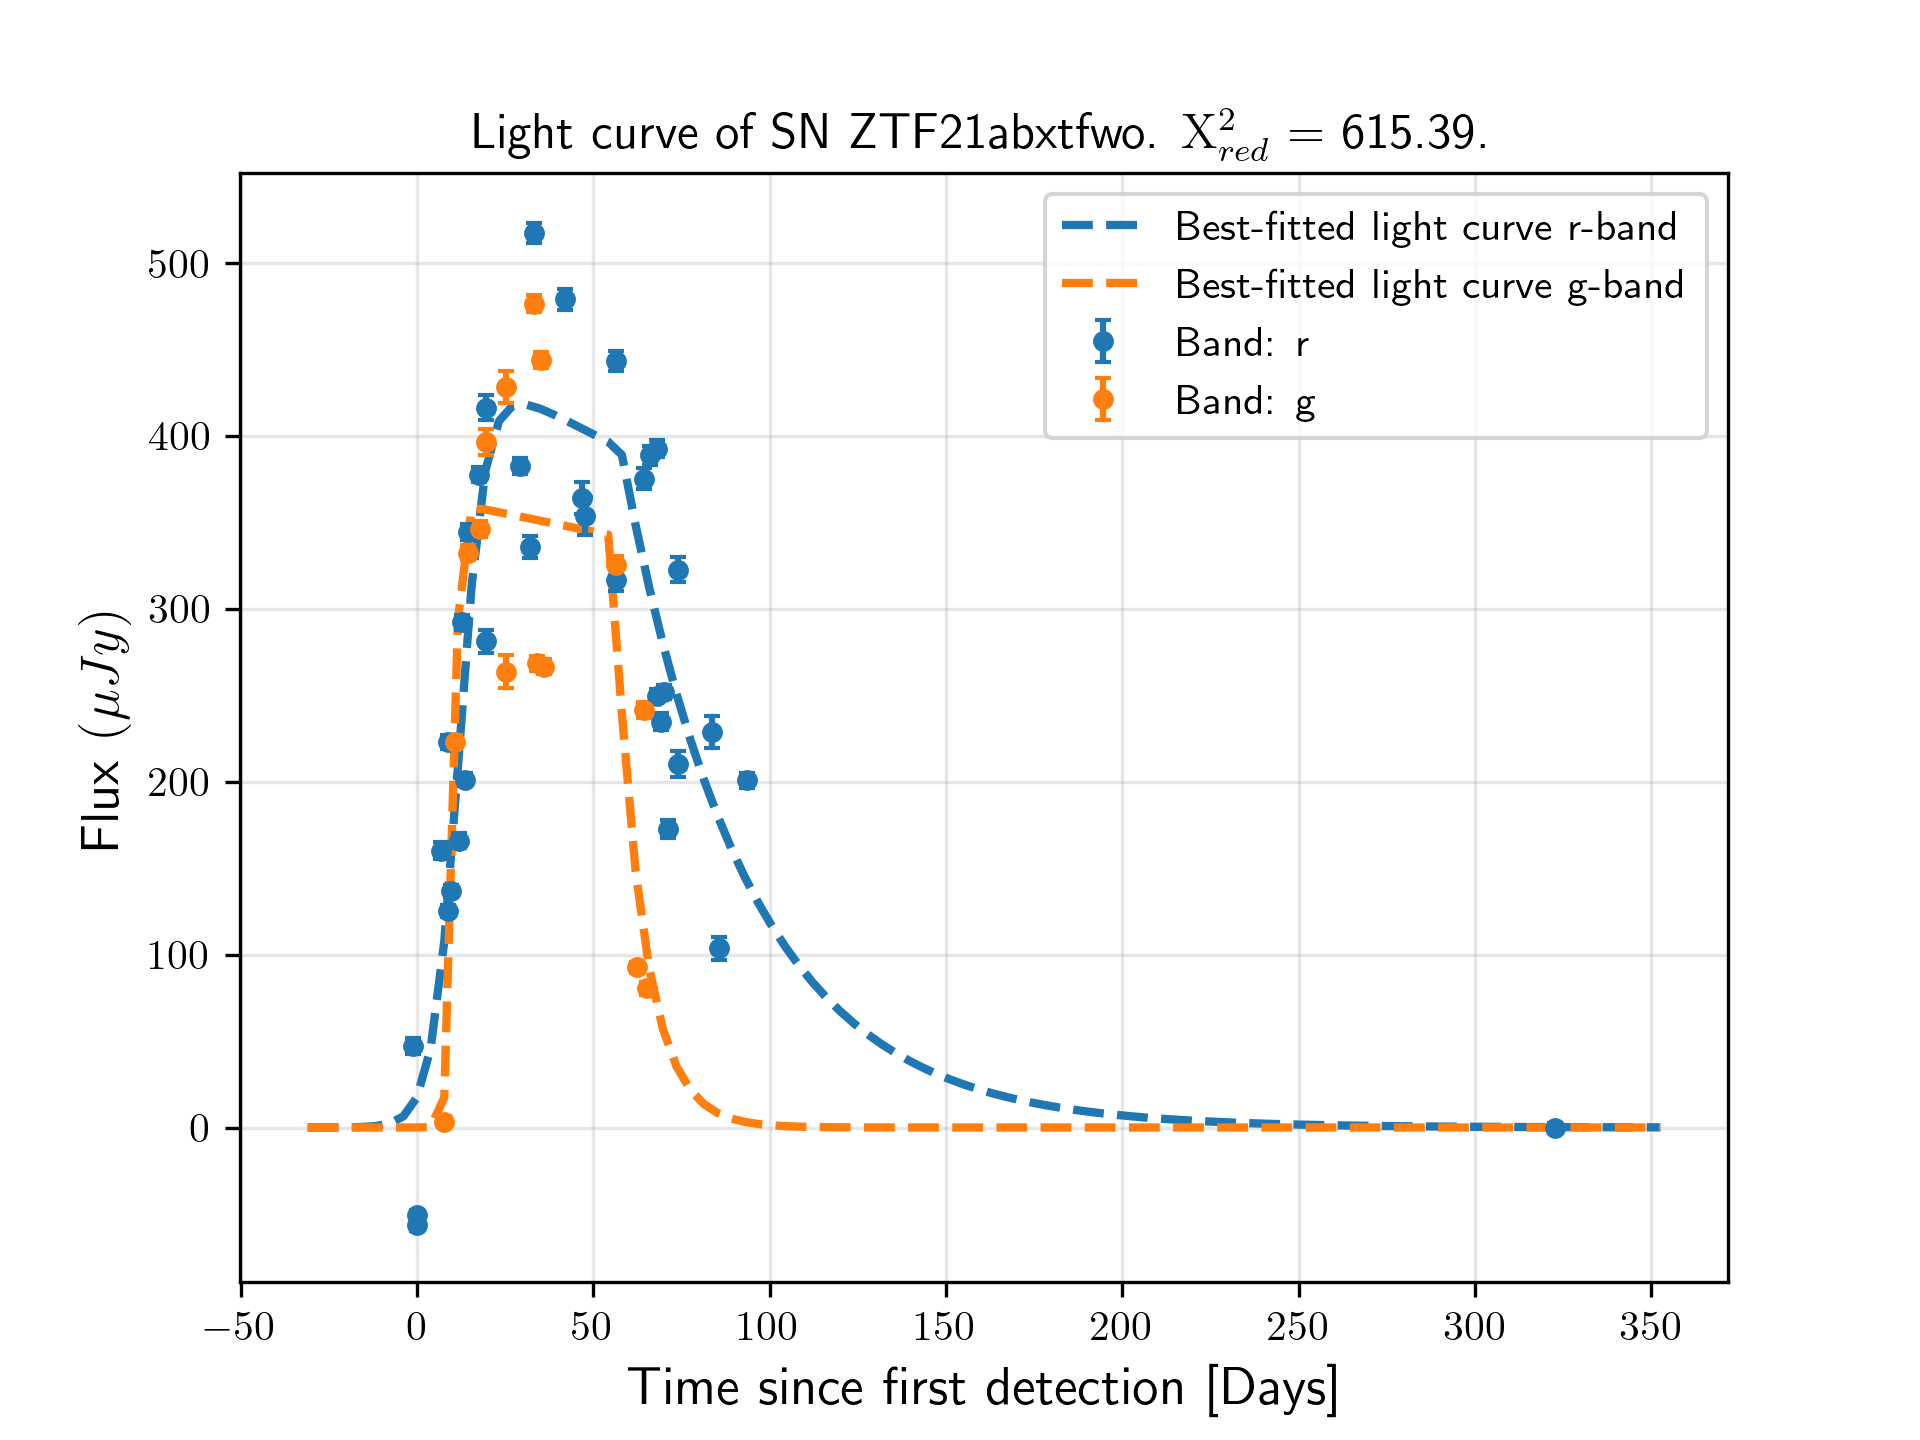 Light curve of SN ZTF21abxtfwo. X²_red = 615.39.
Best-fitted light curve r-band
Best-fitted light curve g-band
Band: r
Band: g
500
400
300
200
100
0
Flux (μJy)
−50 0 50 100 150 200 250 300 350
Time since first detection [Days]